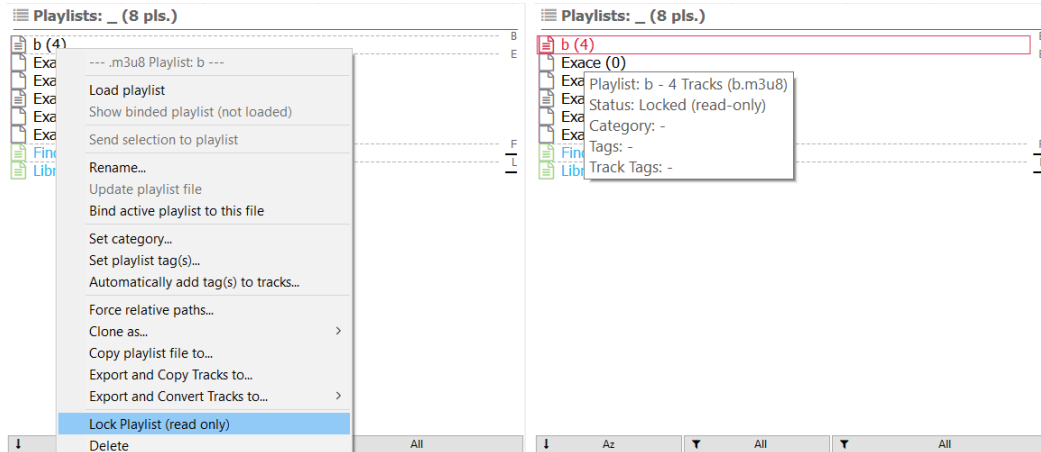 Playlists: _ (8 pls.)
B
b (4)
E
Exa
Exa
Exa
Exa
Exa
F
Fin
L
Libr
--- .m3u8 Playlist: b ---
Load playlist
Show binded playlist (not loaded)
Send selection to playlist
Rename...
Update playlist file
Bind active playlist to this file
Set category...
Set playlist tag(s)...
Automatically add tag(s) to tracks...
Force relative paths...
Clone as...
Copy playlist file to...
Export and Copy Tracks to...
Export and Convert Tracks to...
Lock Playlist (read only)
Delete
All
Playlists: _ (8 pls.)
b (4)
Exace (0)
Exa
Exa
Exa
Exa
Fin
Libr
Playlist: b - 4 Tracks (b.m3u8)
Status: Locked (read-only)
Category: -
Tags: -
Track Tags: -
Az
All
All